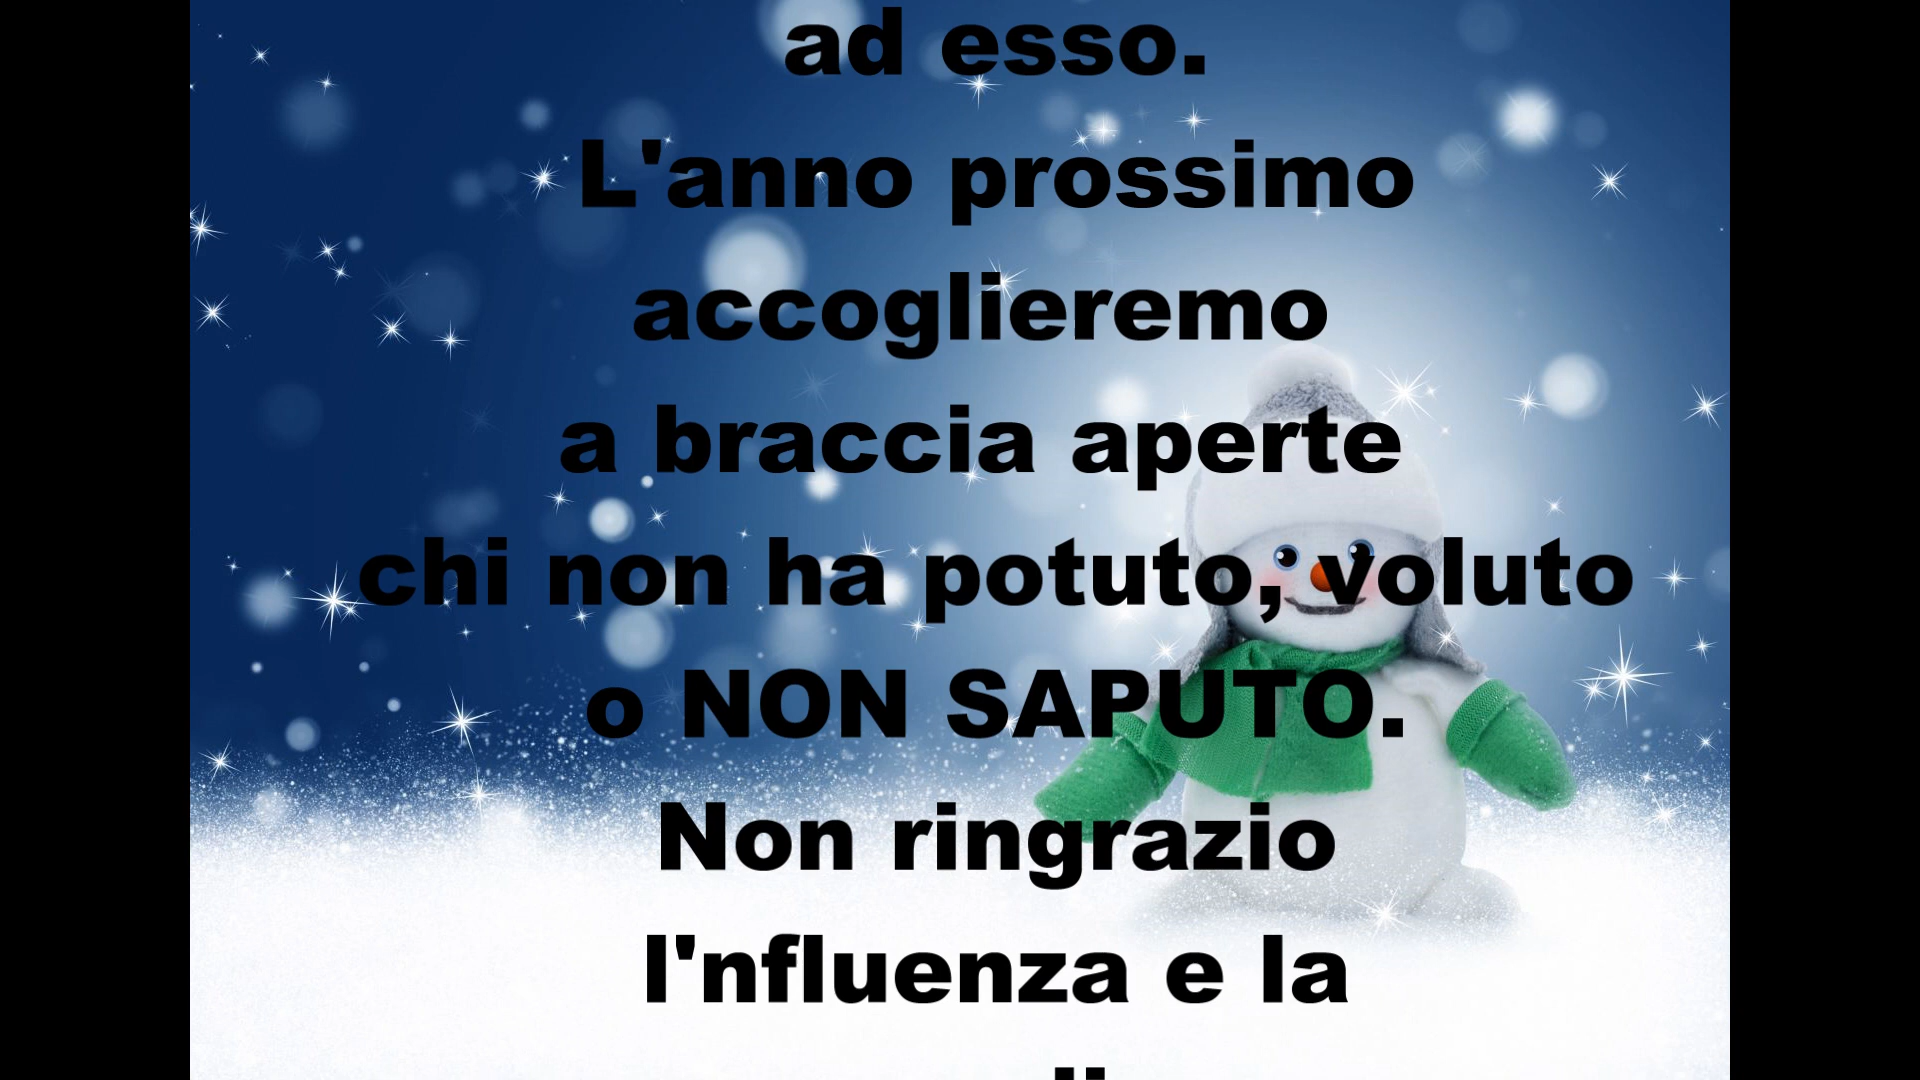 ad esso.
L'anno prossimo
accoglieremo
a braccia aperte
chi non ha potuto, voluto
o NON SAPUTO.
Non ringrazio
l'nfluenza e la